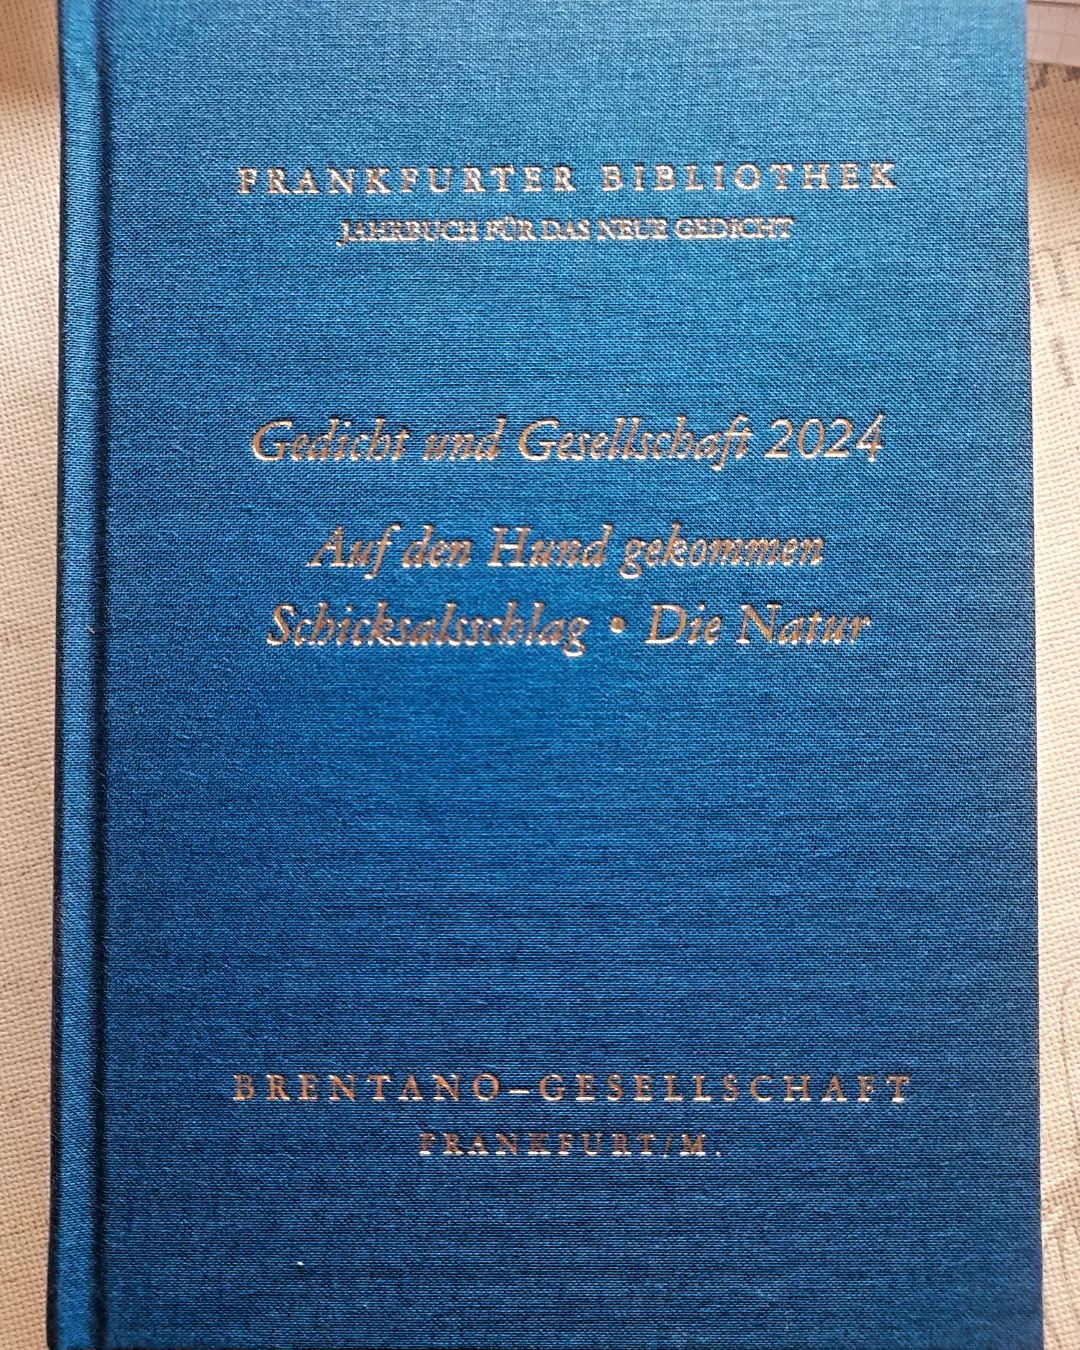 FRANKFURTER BIBLIOTHEK
JAHRBUCH FÜR DAS NEUE GEDICHT
Gedicht und Gesellschaft 2024
Auf den Hund gekommen
Schicksalsschlag • Die Natur
BRENTANO–GESELLSCHAFT
FRANKFURT/M.